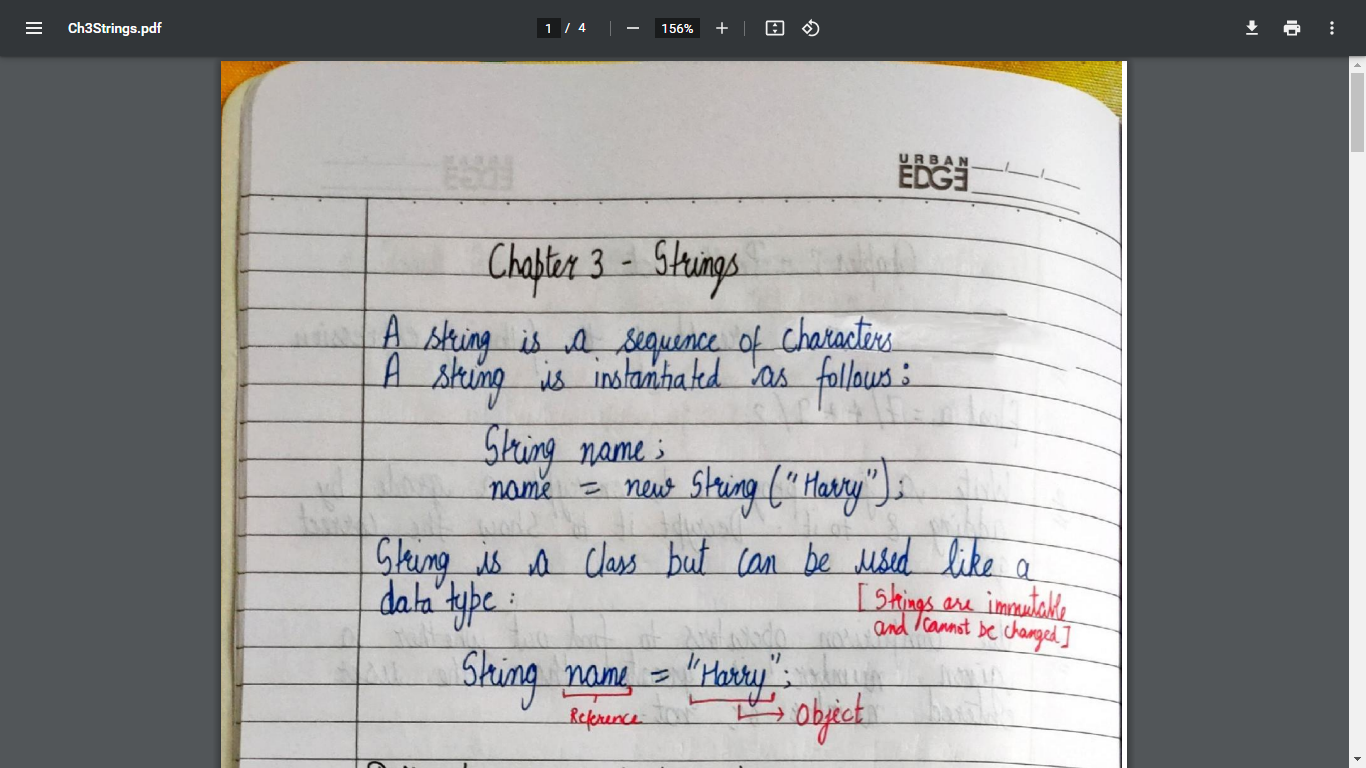 Ch3Strings.pdf
1 / 4
156%
URBAN
EDGE
Chapter 3 - Strings
A string is a sequence of characters
A string is instantiated as follows:
String name;
name = new String("Harry");
String is a class but can be used like a
data type:
[Strings are immutable
and cannot be changed]
String name = "Harry";
Reference
Object